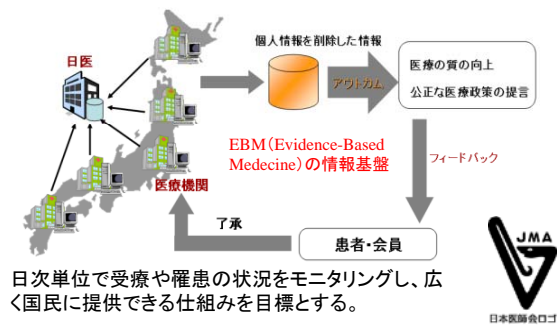 日医
個人情報を削除した情報
アウトカム
医療の質の向上
公正な医療政策の提言
EBM（Evidence-Based
Medecine）の情報基盤
フィードバック
医療機関
了承
患者・会員
日次単位で受療や罹患の状況をモニタリングし、広
く国民に提供できる仕組みを目標とする。
JMA
日本医師会ロゴ